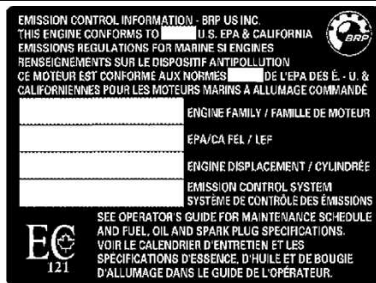 EMISSION CONTROL INFORMATION - BRP US INC.
THIS ENGINE CONFORMS TO U.S. EPA & CALIFORNIA
EMISSIONS REGULATIONS FOR MARINE SI ENGINES
RENSEIGNEMENTS SUR LE DISPOSITIF ANTIPOLLUTION
CE MOTEUR EST CONFORME AUX NORMES DE L'EPA DES É. - U. &
CALIFORNIENNES POUR LES MOTEURS MARINS À ALLUMAGE COMMANDÉ
BRP
ENGINE FAMILY / FAMILLE DE MOTEUR
EPA/CA FEL / LEF
ENGINE DISPLACEMENT / CYLINDRÉE
EMISSION CONTROL SYSTEM
SYSTÈME DE CONTRÔLE DES ÉMISSIONS
EC
121
SEE OPERATOR'S GUIDE FOR MAINTENANCE SCHEDULE
AND FUEL, OIL AND SPARK PLUG SPECIFICATIONS.
VOIR LE CALENDRIER D'ENTRETIEN ET LES
SPÉCIFICATIONS D'ESSENCE, D'HUILE ET DE BOUGIE
D'ALLUMAGE DANS LE GUIDE DE L'OPÉRATEUR.